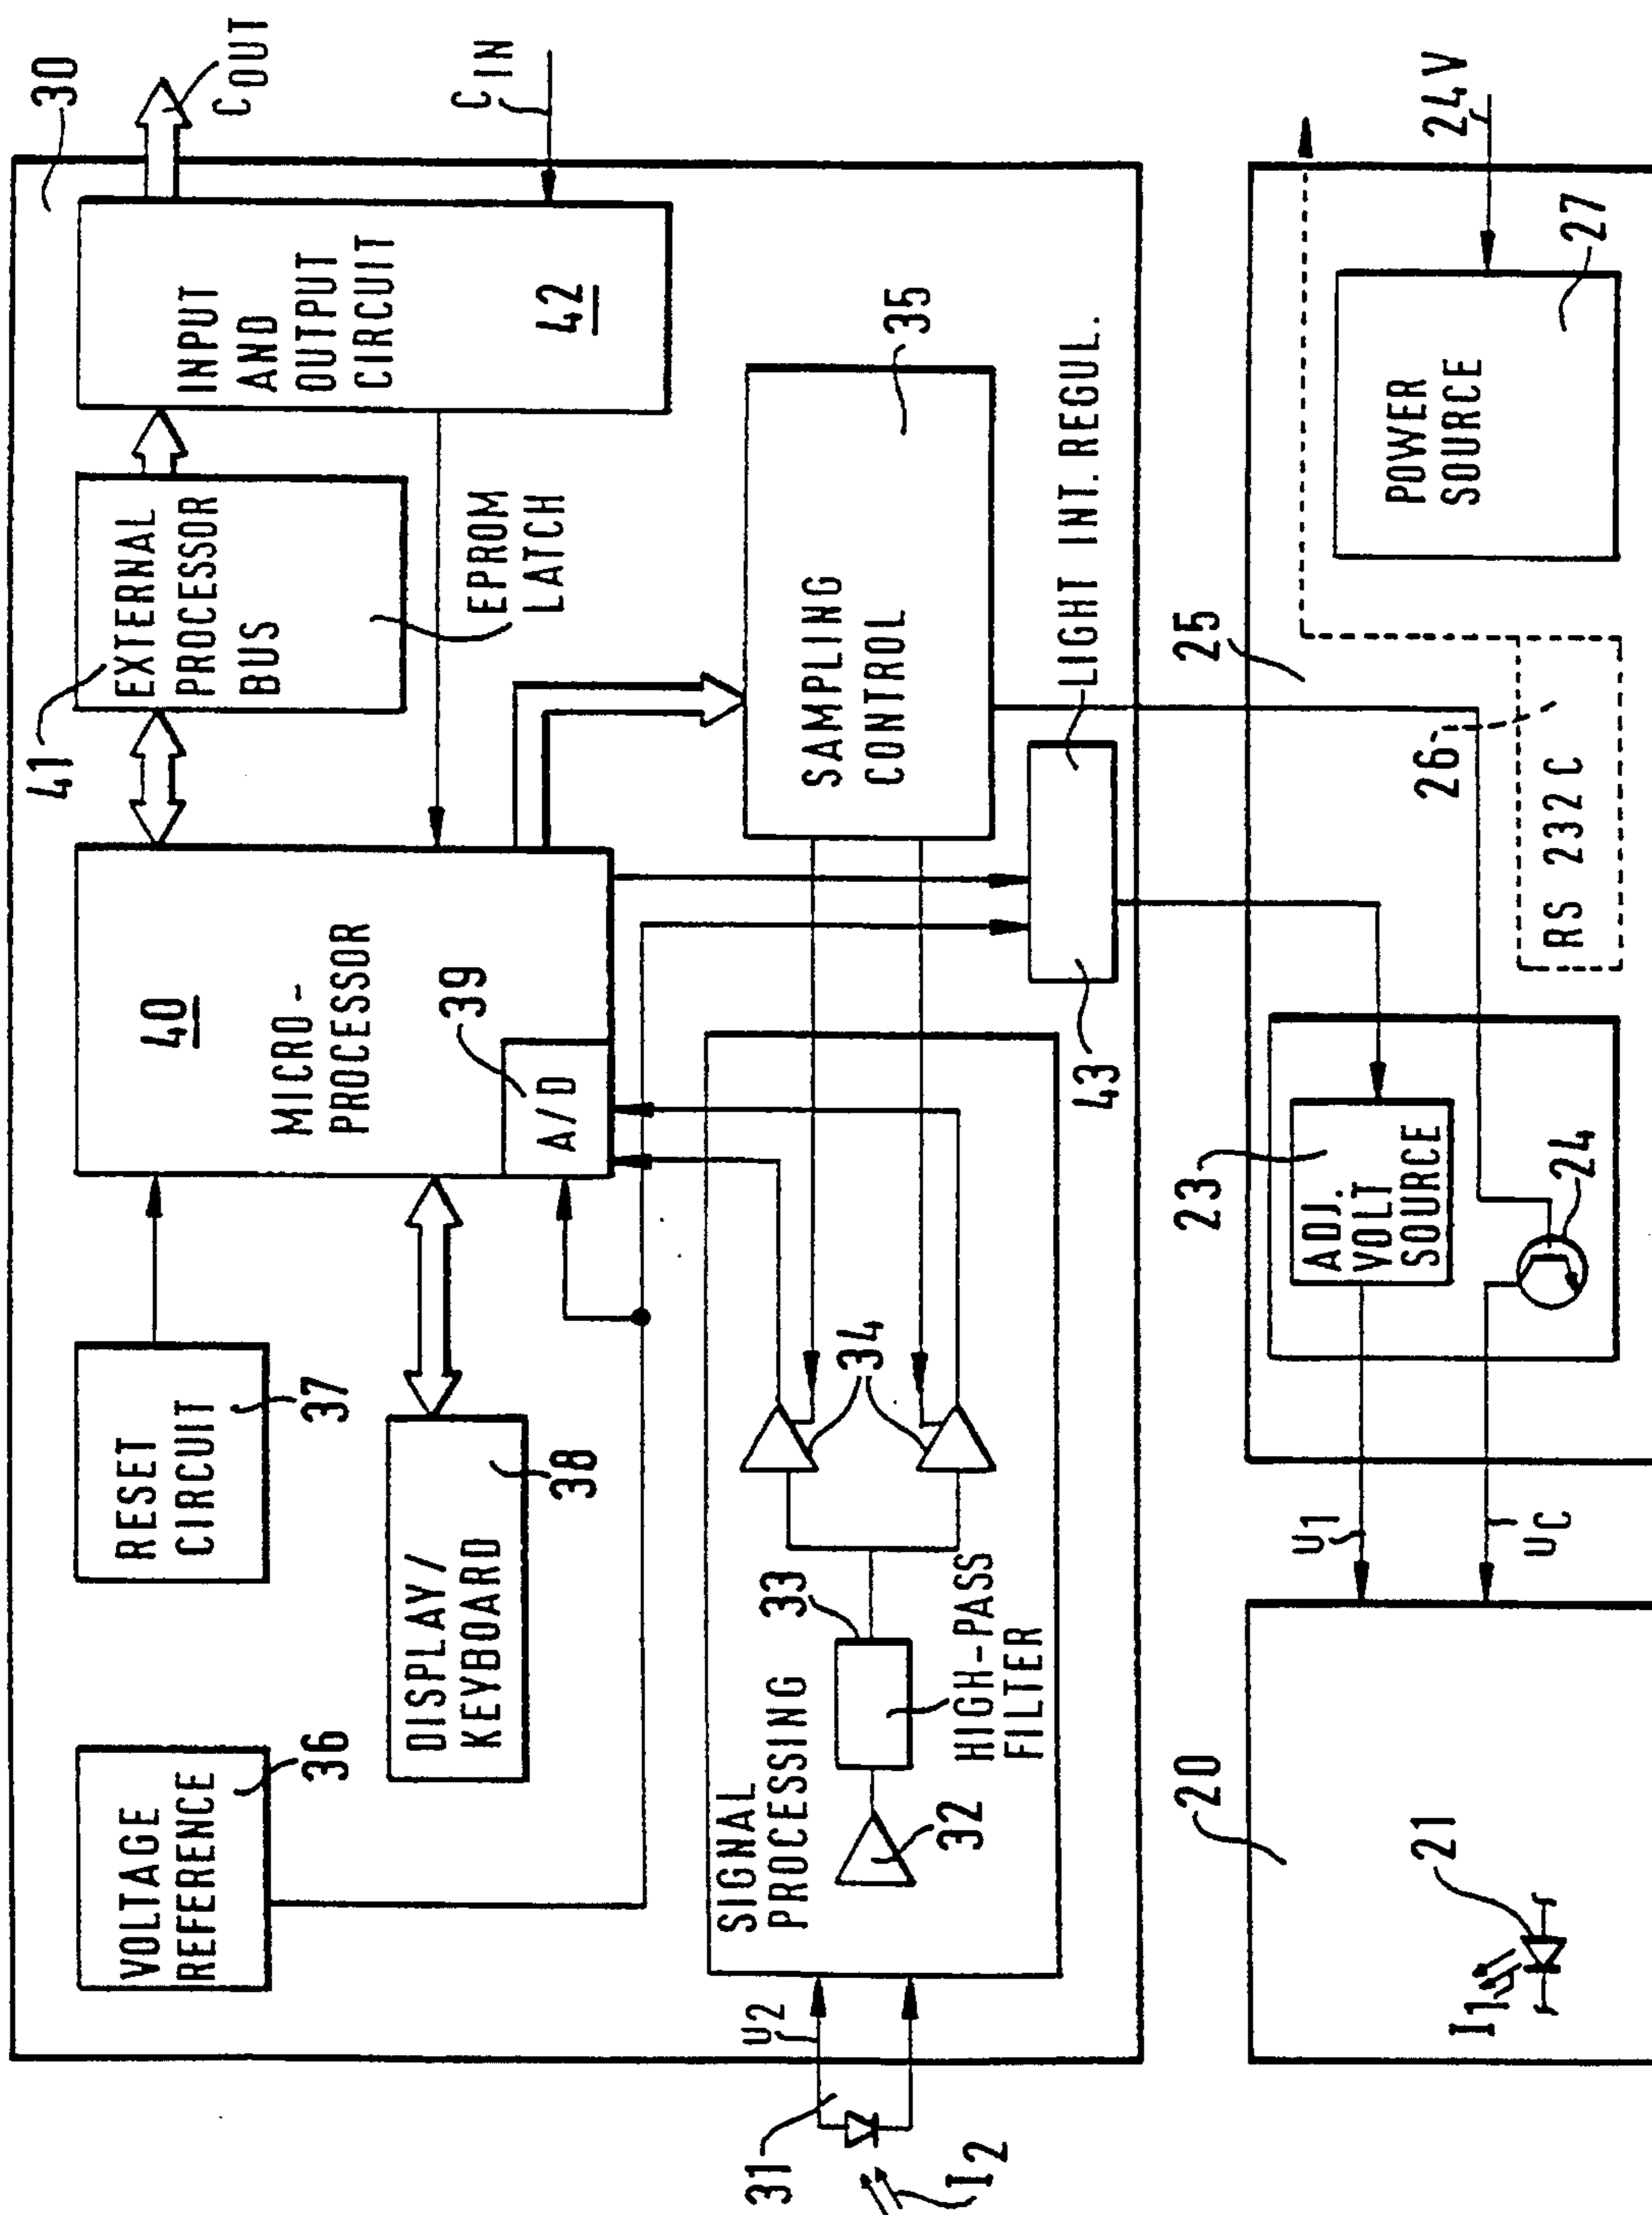 30
C OUT
C IN
INPUT
AND
OUTPUT
CIRCUIT
42
41
EXTERNAL
PROCESSOR
BUS
EPROM
LATCH
40
MICRO-
PROCESSOR
39
A/D
RESET
CIRCUIT
37
DISPLAY/
KEYBOARD
38
VOLTAGE
REFERENCE
36
SAMPLING
CONTROL
35
LIGHT INT. REGUL.
43
SIGNAL
PROCESSING
32
33
HIGH-PASS
FILTER
34
U2
31
I2
25
24V
POWER
SOURCE
27
26
RS 232 C
23
ADJ.
VOLT
SOURCE
24
U1
UC
20
21
I1